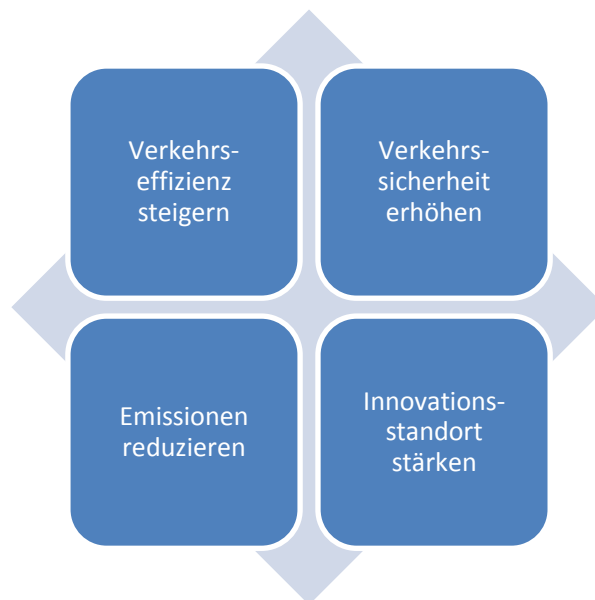 Verkehrs-
effizienz
steigern
Verkehrs-
sicherheit
erhöhen
Emissionen
reduzieren
Innovations-
standort
stärken